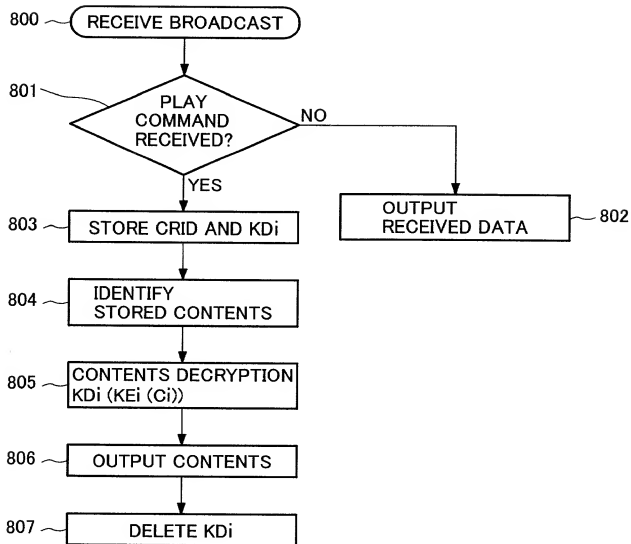 800
RECEIVE BROADCAST
801
PLAY
COMMAND
RECEIVED?
NO
YES
OUTPUT
RECEIVED DATA
802
803
STORE CRID AND KDi
804
IDENTIFY
STORED CONTENTS
805
CONTENTS DECRYPTION
KDi (KEi (Ci))
806
OUTPUT CONTENTS
807
DELETE KDi